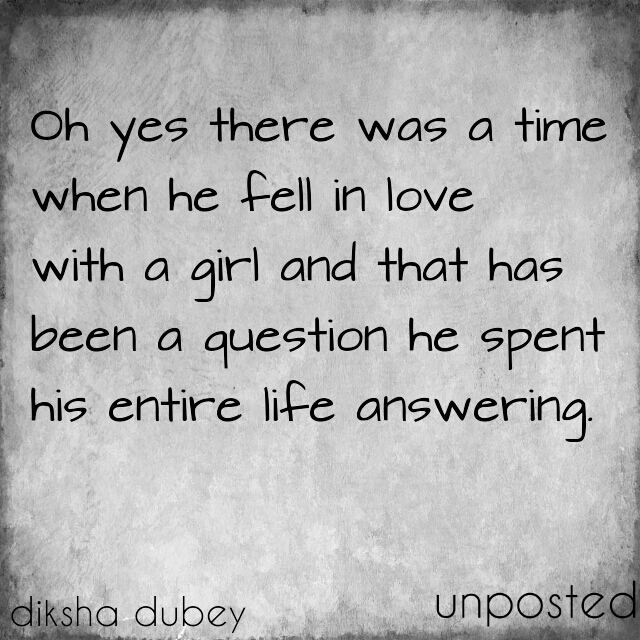 Oh yes there was a time
when he fell in love
with a girl and that has
been a question he spent
his entire life answering.
diksha dubey
unposted